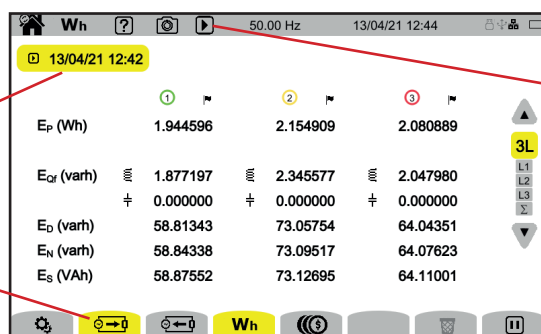 Wh ? 50.00 Hz 13/04/21 12:44
13/04/21 12:42
1 2 3
EP (Wh) 1.944596 2.154909 2.080889
3L
EQf (varh) 1.877197 2.345577 2.047980
L1
L2
0.000000 0.000000 0.000000
L3
Σ
ED (varh) 58.81343 73.05754 64.04351
EN (varh) 58.84338 73.09517 64.07623
ES (VAh) 58.87552 73.12695 64.11001
Wh $